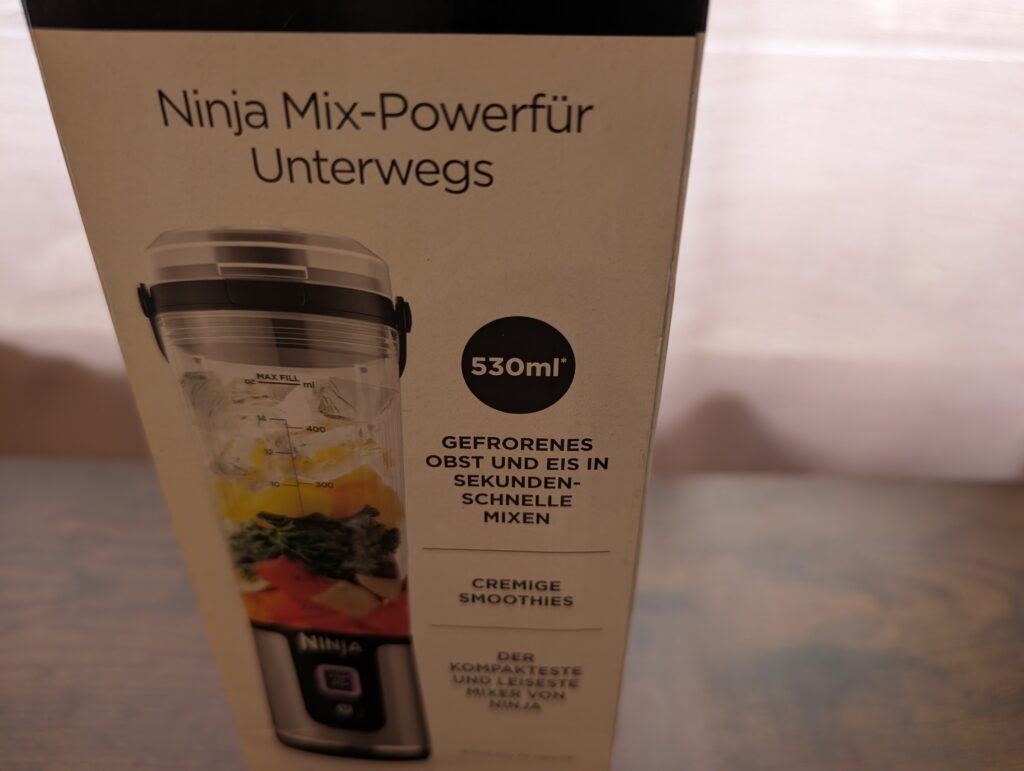 Ninja Mix-Powerfür
Unterwegs
530ml*
MAX FILL
oz ml
14 400
12
10 300
GEFRORENES
OBST UND EIS IN
SEKUNDEN-
SCHNELLE
MIXEN
CREMIGE
SMOOTHIES
NINJA
DER
KOMPAKTESTE
UND LEISESTE
MIXER VON
NINJA